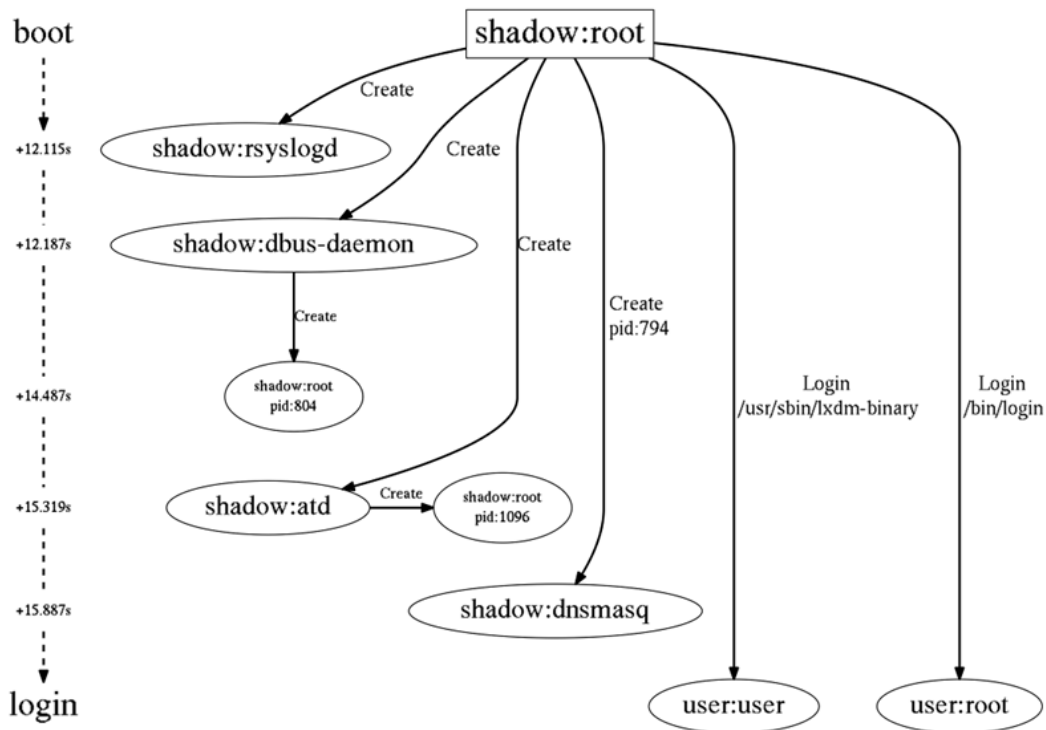 boot
shadow:root
Create
+12.115s
shadow:rsyslogd
Create
+12.187s
shadow:dbus-daemon
Create
Create
Create
pid:794
+14.487s
shadow:root
pid:804
Login
/usr/sbin/lxdm-binary
Login
/bin/login
+15.319s
shadow:atd
Create
shadow:root
pid:1096
+15.887s
shadow:dnsmasq
login
user:user
user:root